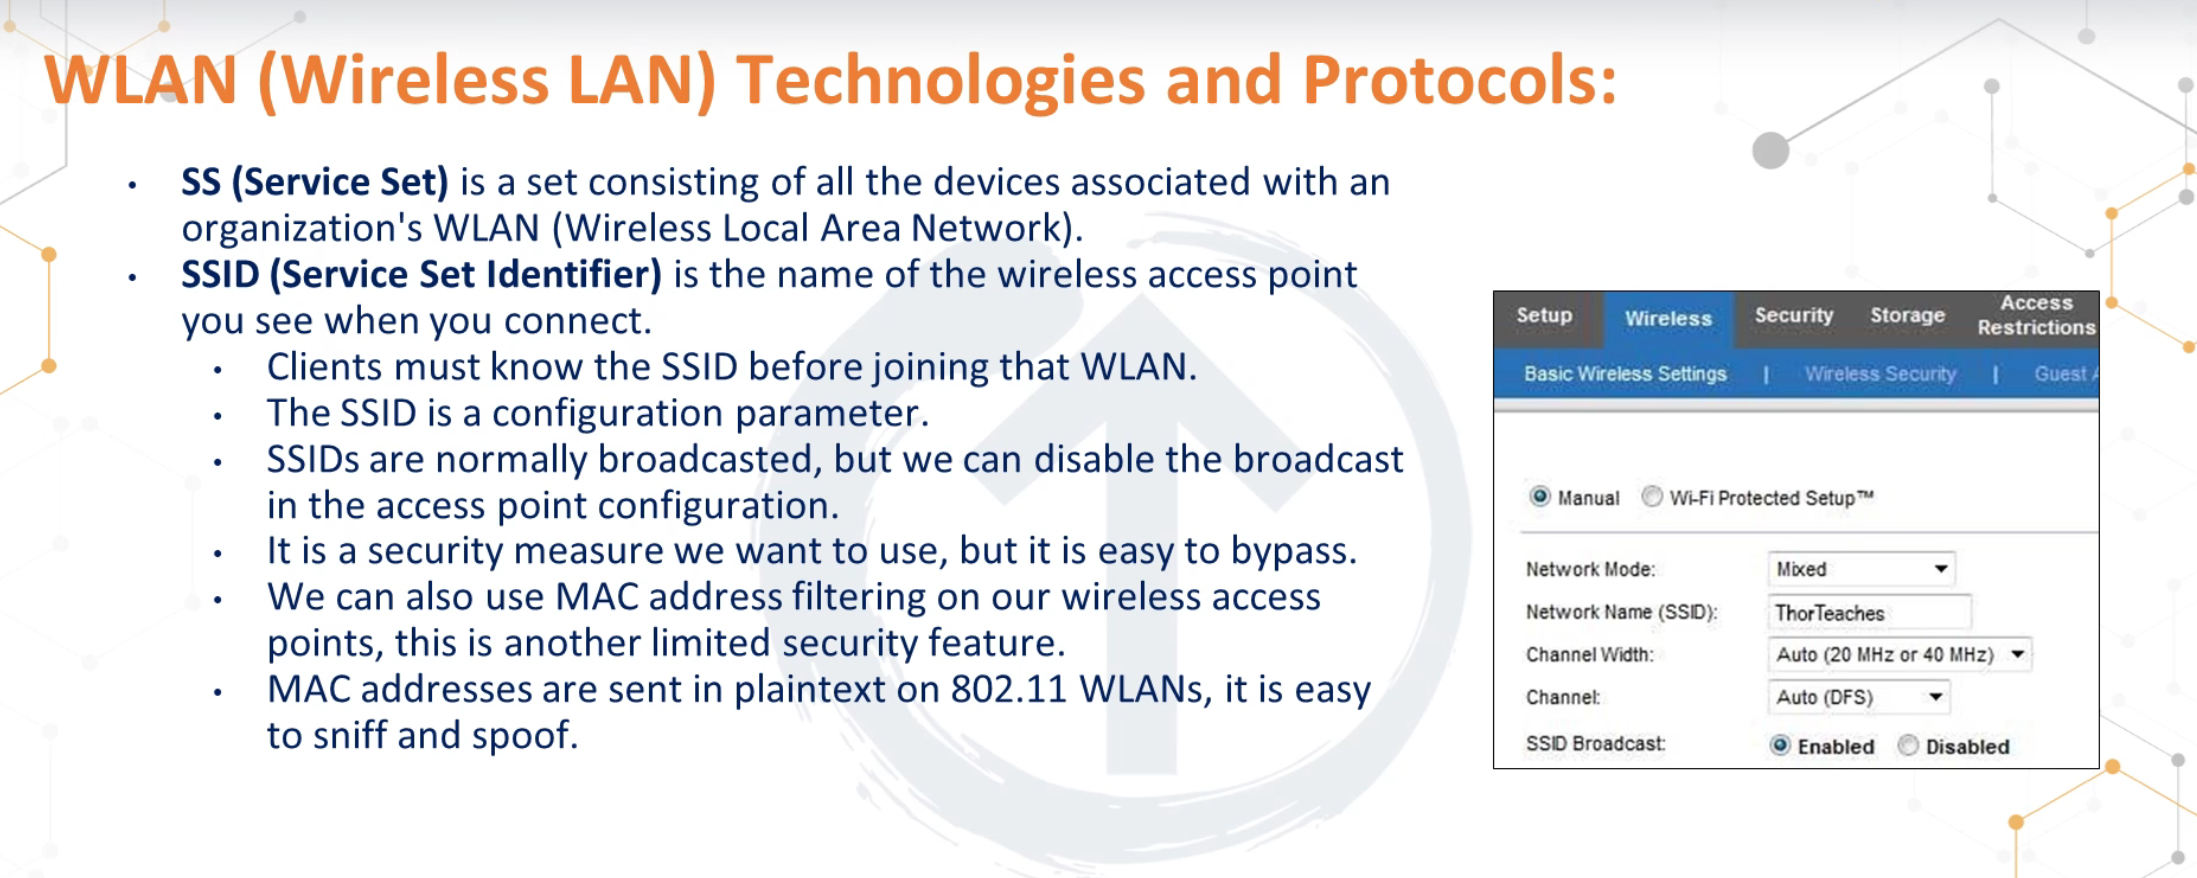 WLAN (Wireless LAN) Technologies and Protocols:
• SS (Service Set) is a set consisting of all the devices associated with an
organization's WLAN (Wireless Local Area Network).
• SSID (Service Set Identifier) is the name of the wireless access point
you see when you connect.
• Clients must know the SSID before joining that WLAN.
• The SSID is a configuration parameter.
• SSIDs are normally broadcasted, but we can disable the broadcast
in the access point configuration.
• It is a security measure we want to use, but it is easy to bypass.
• We can also use MAC address filtering on our wireless access
points, this is another limited security feature.
• MAC addresses are sent in plaintext on 802.11 WLANs, it is easy
to sniff and spoof.
Setup Wireless Security Storage Access Restrictions
Basic Wireless Settings | Wireless Security | Guest
Manual Wi-Fi Protected Setup™
Network Mode: Mixed
Network Name (SSID): ThorTeaches
Channel Width: Auto (20 MHz or 40 MHz)
Channel: Auto (DFS)
SSID Broadcast: Enabled Disabled